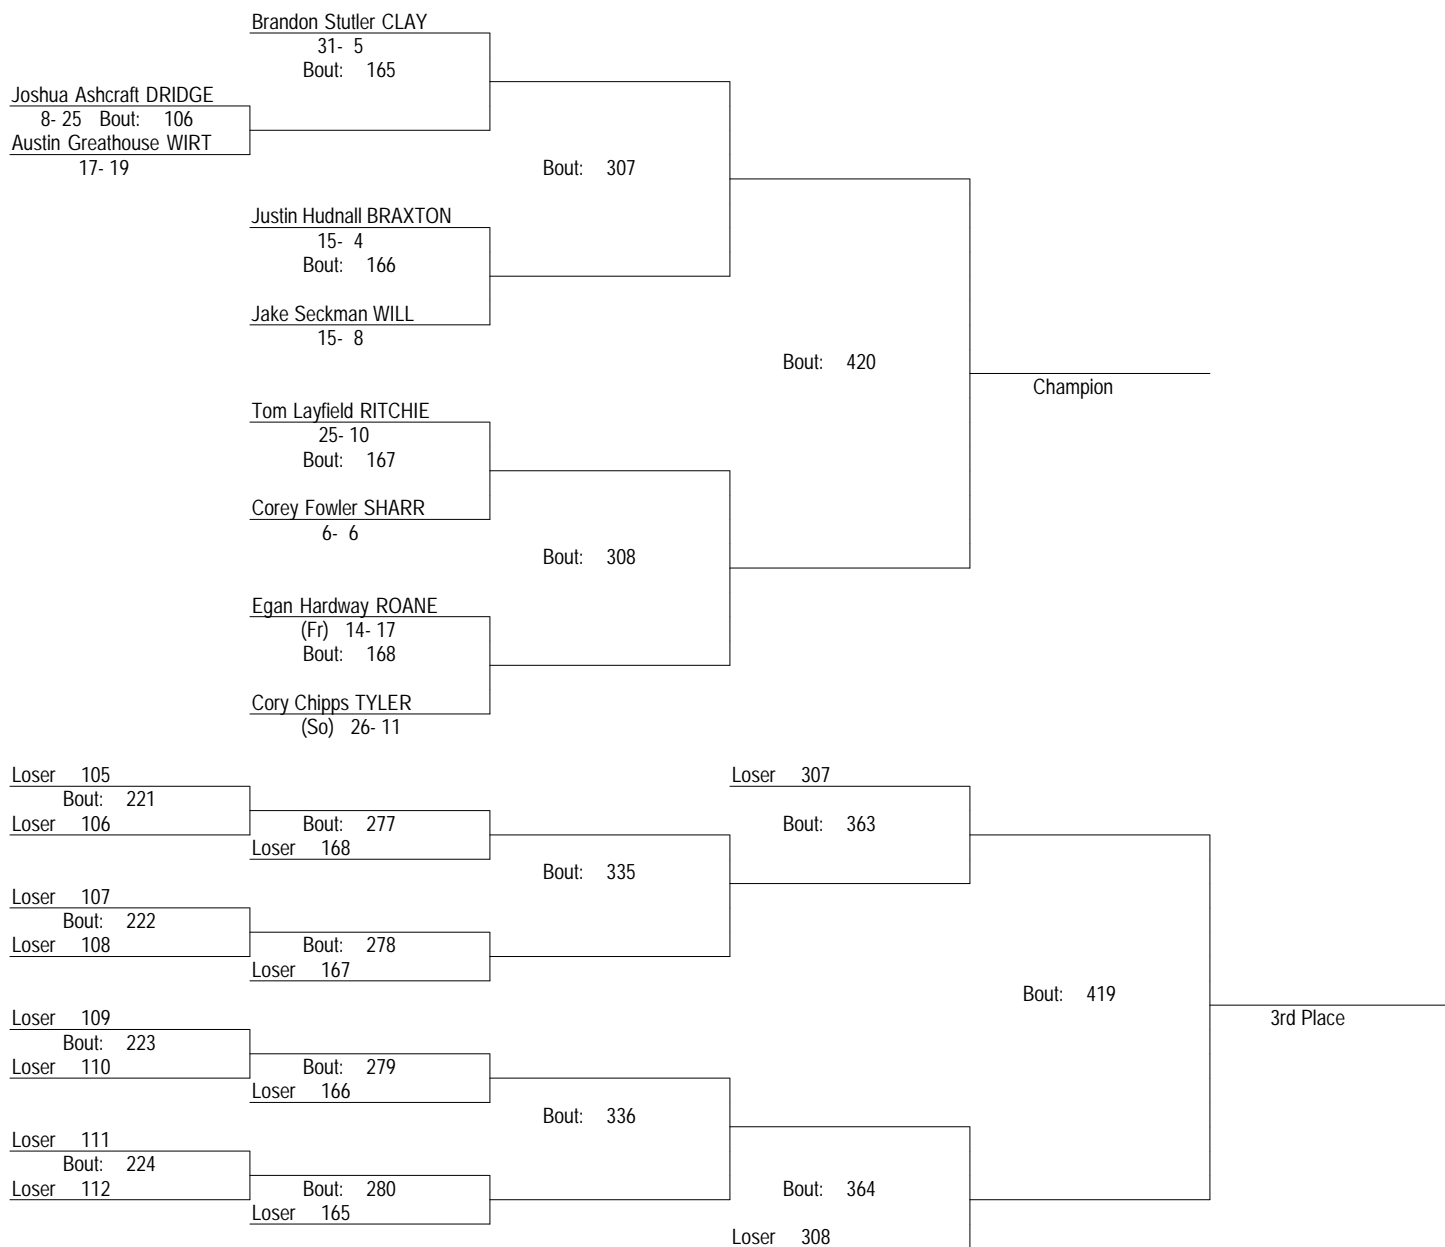 Brandon Stutler CLAY
31- 5
Bout: 165
Joshua Ashcraft DRIDGE
8- 25 Bout: 106
Austin Greathouse WIRT
17- 19
Bout: 307
Justin Hudnall BRAXTON
15- 4
Bout: 166
Jake Seckman WILL
15- 8
Bout: 420
Champion
Tom Layfield RITCHIE
25- 10
Bout: 167
Corey Fowler SHARR
6- 6
Bout: 308
Egan Hardway ROANE
(Fr) 14- 17
Bout: 168
Cory Chipps TYLER
(So) 26- 11
Loser 105
Bout: 221
Loser 106
Bout: 277
Loser 168
Bout: 335
Loser 307
Bout: 363
Loser 107
Bout: 222
Loser 108
Bout: 278
Loser 167
Bout: 419
3rd Place
Loser 109
Bout: 223
Loser 110
Bout: 279
Loser 166
Bout: 336
Loser 111
Bout: 224
Loser 112
Bout: 280
Loser 165
Bout: 364
Loser 308